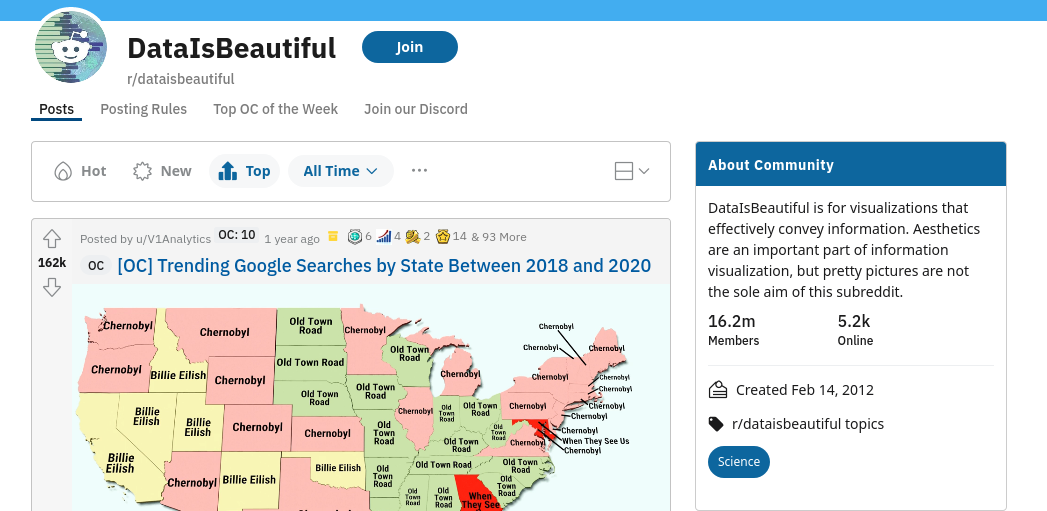 DataIsBeautiful
Join
r/dataisbeautiful
Posts Posting Rules Top OC of the Week Join our Discord
Hot New Top All Time
Posted by u/V1Analytics OC: 10 1 year ago 6 4 2 14 & 93 More
162k
OC [OC] Trending Google Searches by State Between 2018 and 2020
Chernobyl
Chernobyl
Billie Eilish
Chernobyl
Chernobyl
Old Town
Road
Old Town Road
Old Town
Road
Chernobyl
Old Town
Road
Chernobyl
Old Town
Road
Billie
Eilish
Billie
Eilish
Billie
Eilish
Chernobyl
Chernobyl
Chernobyl
Old
Town
Road
Old Town
Road
Chernobyl
Chernobyl
Chernobyl
Chernobyl
Chernobyl
Chernobyl
Chernobyl
Chernobyl
Chernobyl
Chernobyl
When They See Us
Chernobyl
Old Town
Road
Old
Town
Road
Chernobyl
Old
Town
Road
Chernobyl
Billie Eilish
Billie Eilish
Old
Town
Road
Old Town Road
Old Town
Road
Old
Town
Road
Old
Town
Road
Old
Town
Road
When
They See
About Community
DataIsBeautiful is for visualizations that
effectively convey information. Aesthetics
are an important part of information
visualization, but pretty pictures are not
the sole aim of this subreddit.
16.2m 5.2k
Members Online
Created Feb 14, 2012
r/dataisbeautiful topics
Science